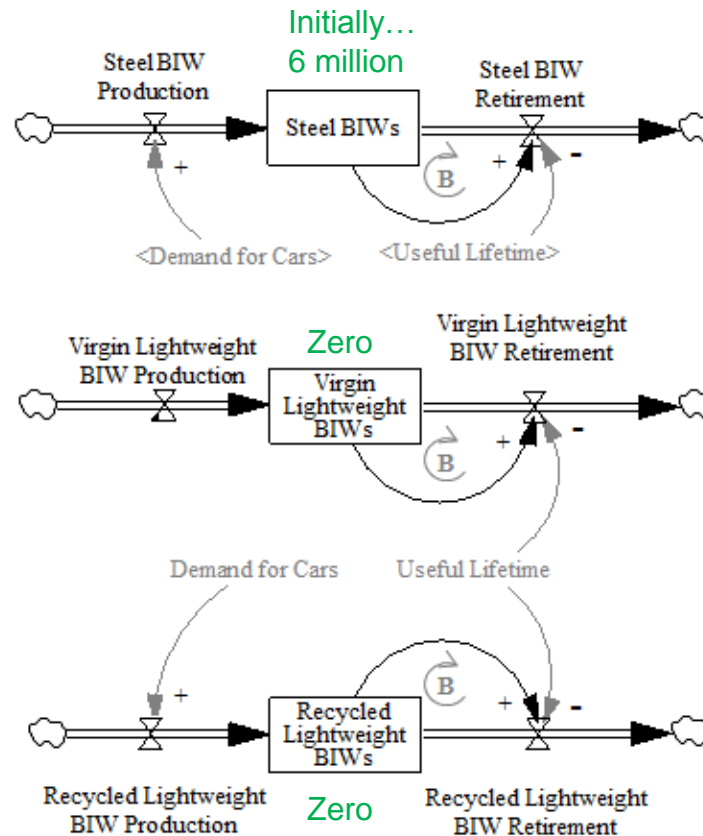 Initially…
6 million
Steel BIW
Production
Steel BIW
Retirement
Steel BIWs
B
+
+
-
<Demand for Cars>
<Useful Lifetime>
Virgin Lightweight
BIW Production
Zero
Virgin Lightweight
BIW Retirement
Virgin
Lightweight
BIWs
B
+
-
Demand for Cars
Useful Lifetime
B
+
+
-
Recycled
Lightweight
BIWs
Recycled Lightweight
BIW Production
Zero
Recycled Lightweight
BIW Retirement